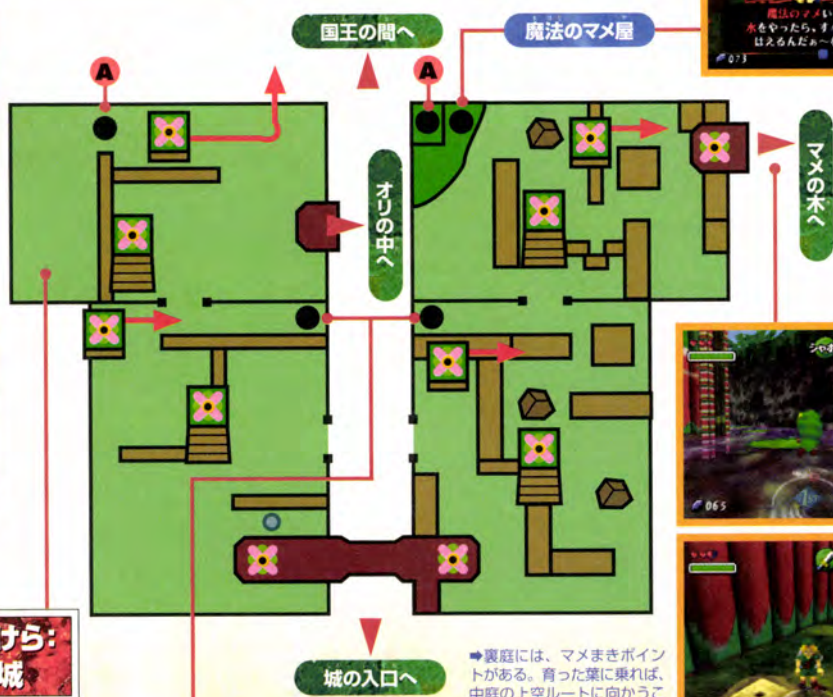 国王の間へ
魔法のマメ屋
魔法のマメい
水をやったら、す
はえるんだぁ〜
073
A
A
オリの中へ
マメの木へ
065
けら:
城
城の入口へ
➡裏庭には、マメまきポイン
トがある。育った葉に乗れば、
中庭の上空ルートに向かうこ